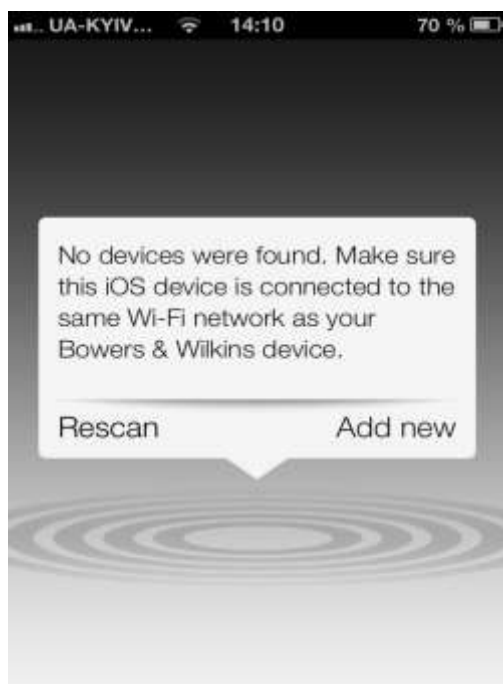 UA-KYIV... 14:10 70 %
No devices were found. Make sure
this iOS device is connected to the
same Wi-Fi network as your
Bowers & Wilkins device.
Rescan Add new